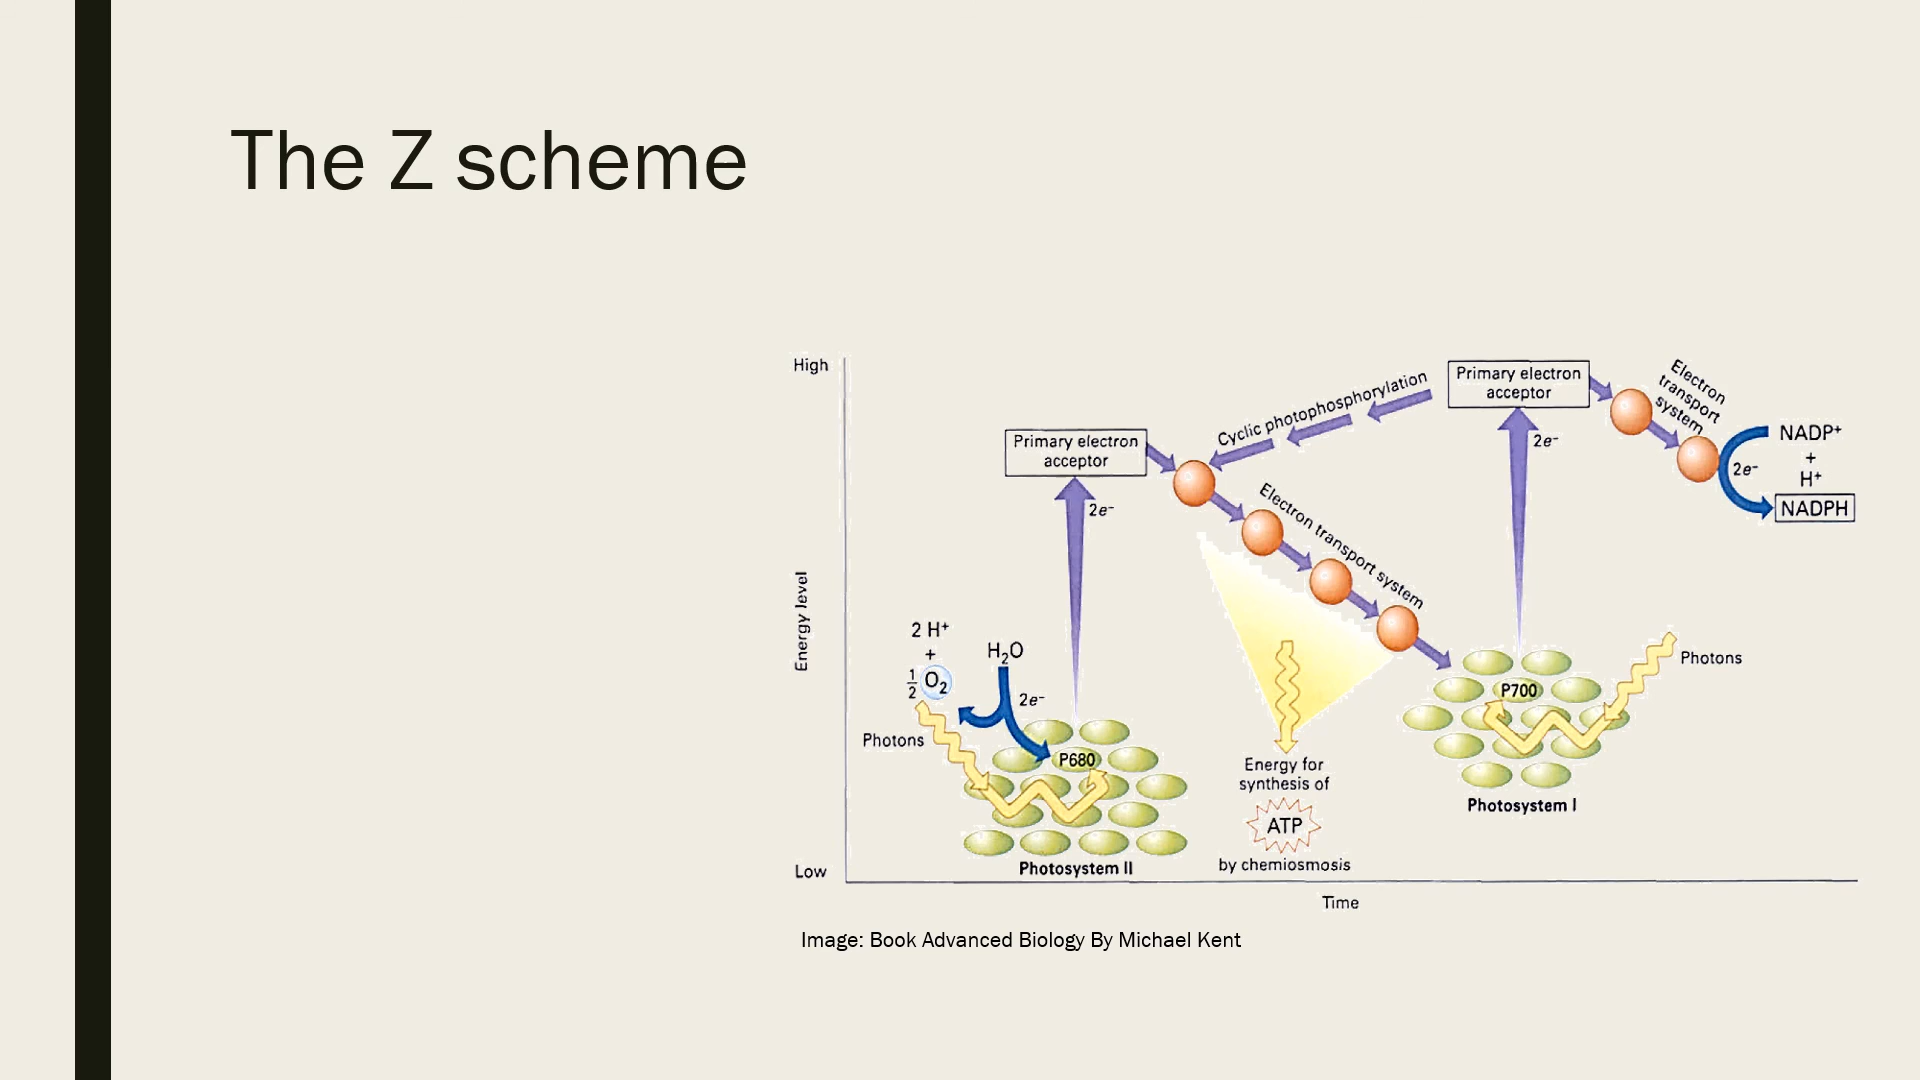 The Z scheme
High
Energy level
Low
Time
2 H⁺
+
½ O₂
H₂O
2e⁻
Photons
P680
Photosystem II
2e⁻
Primary electron
acceptor
Cyclic photophosphorylation
Electron transport system
Energy for
synthesis of
ATP
by chemiosmosis
P700
Photons
Photosystem I
2e⁻
Primary electron
acceptor
Electron
transport
system
2e⁻
NADP⁺
+
H⁺
NADPH
Image: Book Advanced Biology By Michael Kent